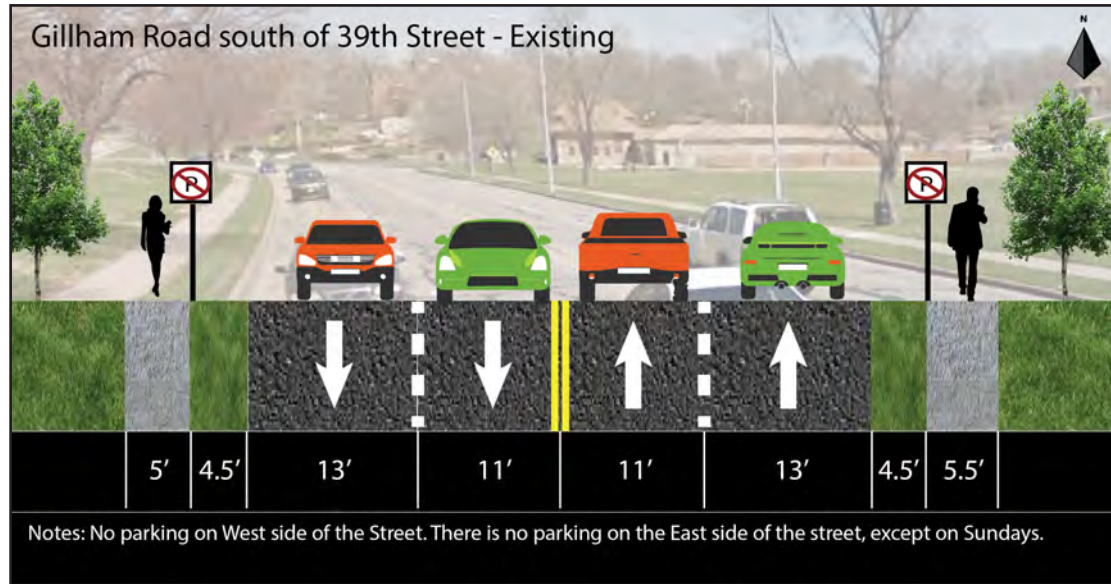 Gillham Road south of 39th Street - Existing
N
P
P
5’ 4.5’ 13’ 11’ 11’ 13’ 4.5’ 5.5’
Notes: No parking on West side of the Street. There is no parking on the East side of the street, except on Sundays.